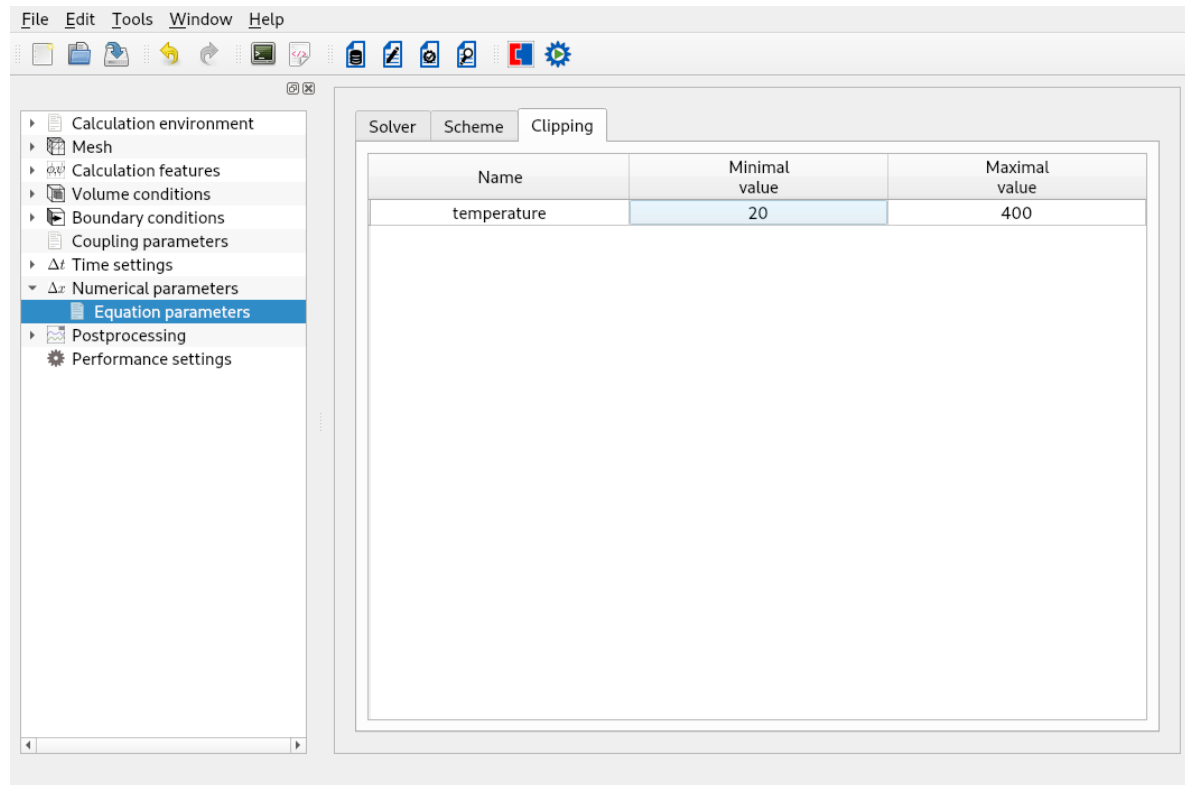 File Edit Tools Window Help
Calculation environment
Mesh
Calculation features
Volume conditions
Boundary conditions
Coupling parameters
Δt Time settings
Δx Numerical parameters
Equation parameters
Postprocessing
Performance settings
Solver Scheme Clipping
Name Minimal value Maximal value
temperature 20 400